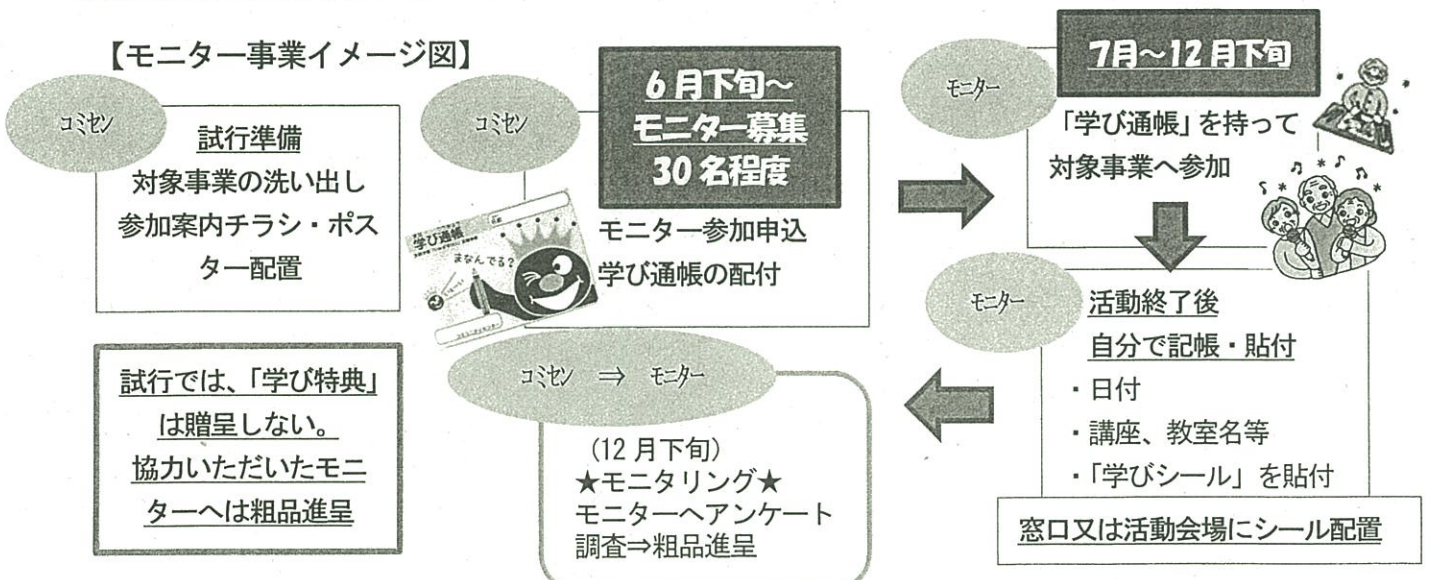 【モニター事業イメージ図】
コミセン
試行準備
対象事業の洗い出し
参加案内チラシ・ポス
ター配置
コミセン
6月下旬～
モニター募集
30名程度
モニター参加申込
学び通帳の配付
学び通帳
まなんでる?
モニター
7月～12月下旬
「学び通帳」を持って
対象事業へ参加
モニター
活動終了後
自分で記帳・貼付
・日付
・講座、教室名等
・「学びシール」を貼付
窓口又は活動会場にシール配置
コミセン ⇒ モニター
(12月下旬)
★モニタリング★
モニターへアンケート
調査⇒粗品進呈
試行では、「学び特典」
は贈呈しない。
協力いただいたモニ
ターへは粗品進呈